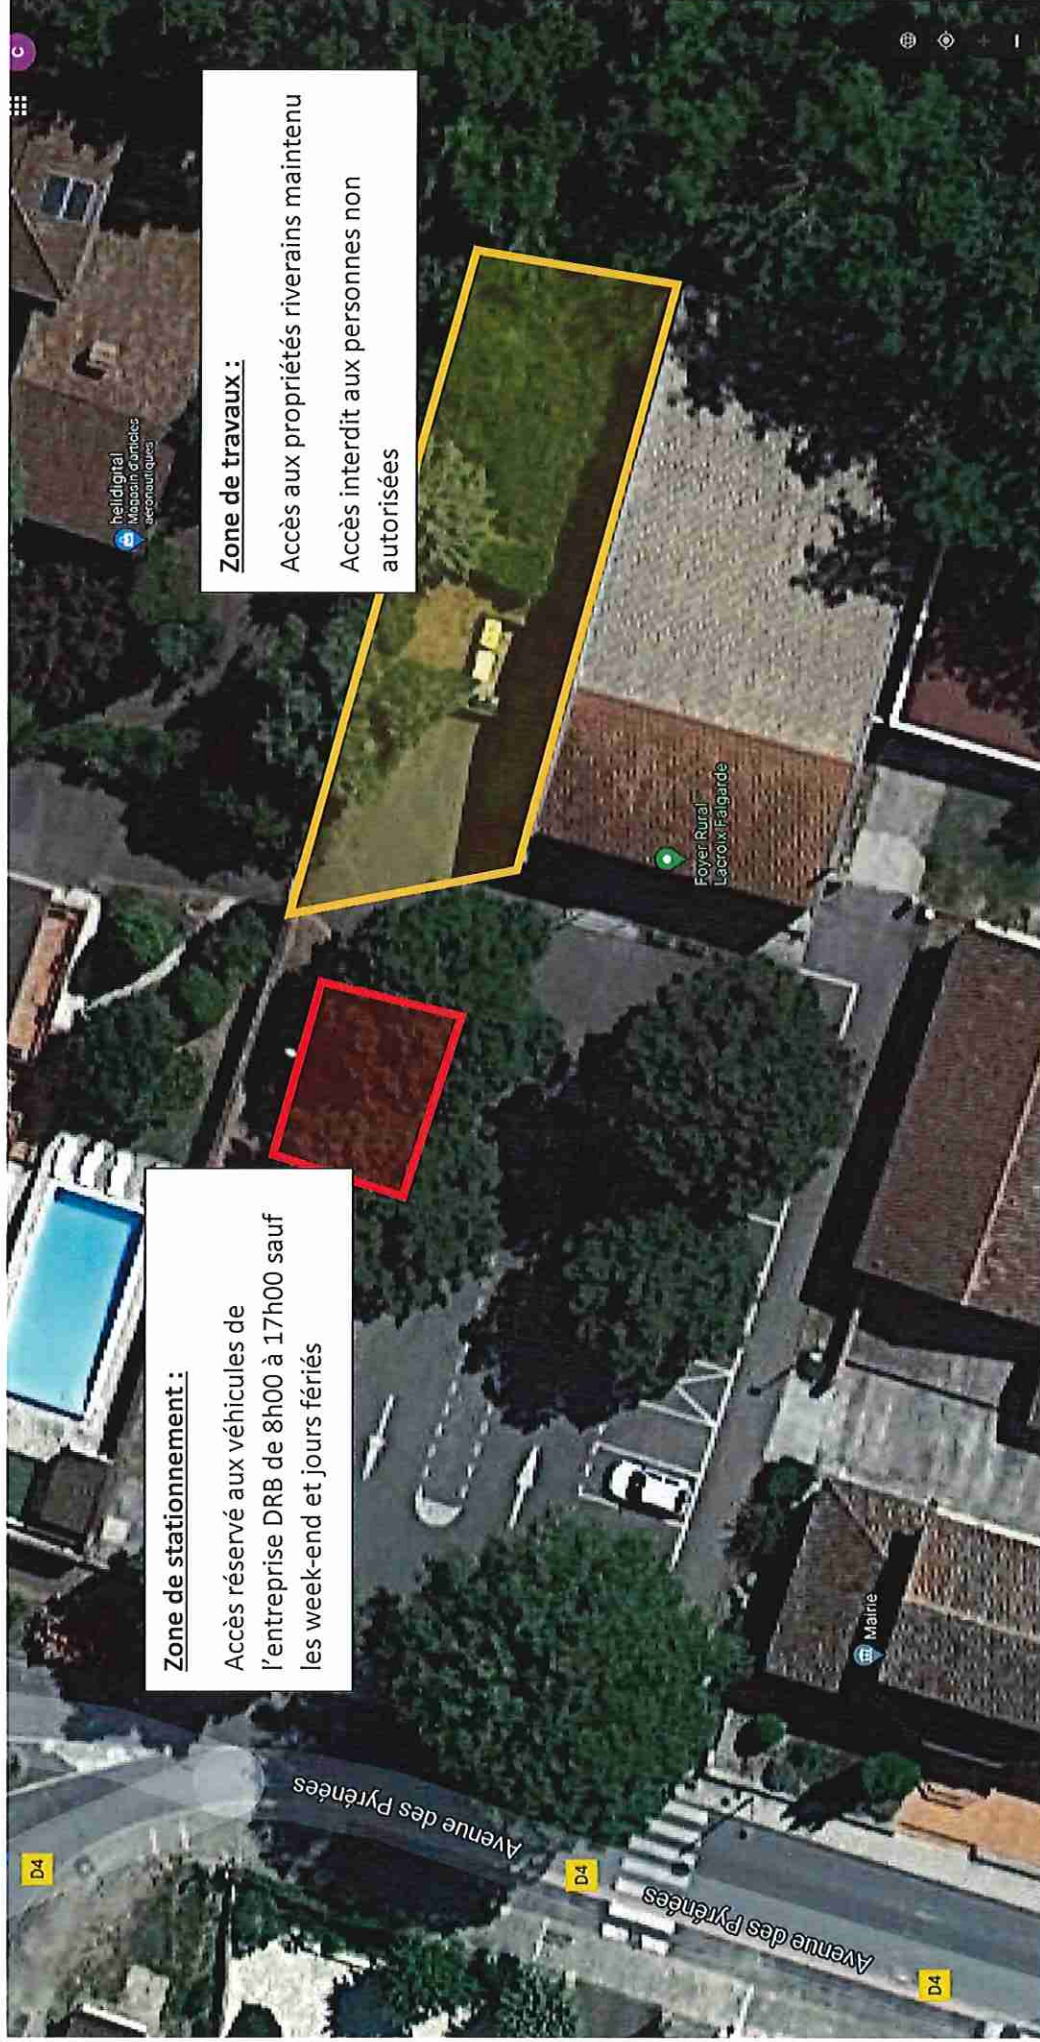 C
helidigital
Magasin d'articles
aéronautiques
Zone de travaux :
Accès aux propriétés riverains maintenu
Accès interdit aux personnes non
autorisées
Zone de stationnement :
Accès réservé aux véhicules de
l'entreprise DRB de 8h00 à 17h00 sauf
les week-end et jours fériés
Foyer Rural
Lacroix Falgarde
Mairie
D4
Avenue des Pyrénées
D4
Avenue des Pyrénées
D4